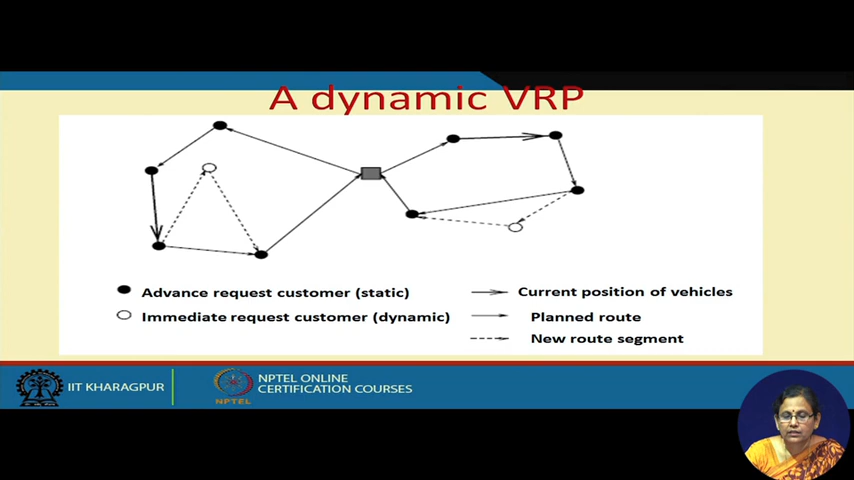 A dynamic VRP
Advance request customer (static)
Immediate request customer (dynamic)
Current position of vehicles
Planned route
New route segment
IIT KHARAGPUR
NPTEL
NPTEL ONLINE
CERTIFICATION COURSES